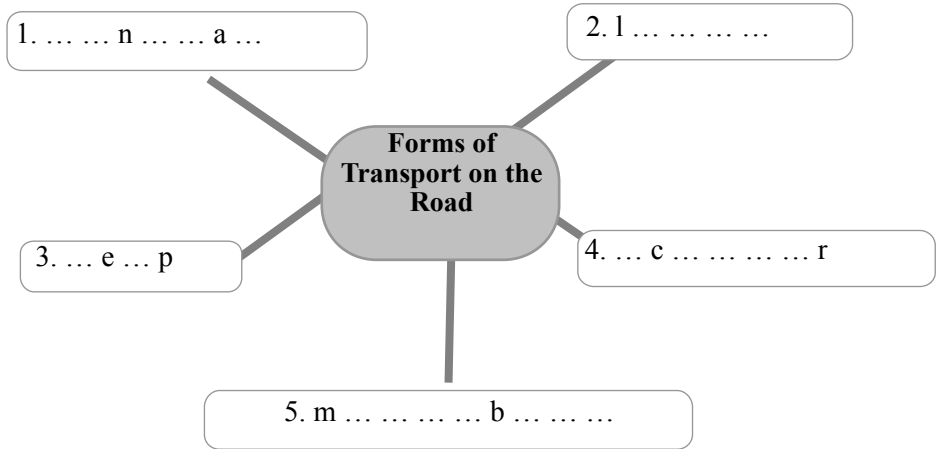 1. … … n … … a …
2. l … … … …
Forms of
Transport on the
Road
3. … e … p
4. … c … … … … r
5. m … … … … b … … …